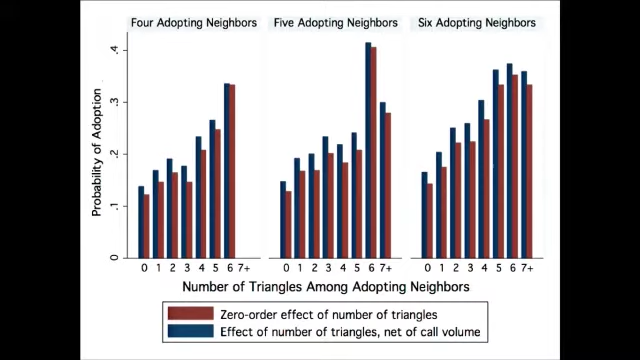 Four Adopting Neighbors Five Adopting Neighbors Six Adopting Neighbors
Probability of Adoption
.4
.3
.2
.1
0
0 1 2 3 4 5 6 7+ 0 1 2 3 4 5 6 7+ 0 1 2 3 4 5 6 7+
Number of Triangles Among Adopting Neighbors
Zero-order effect of number of triangles
Effect of number of triangles, net of call volume